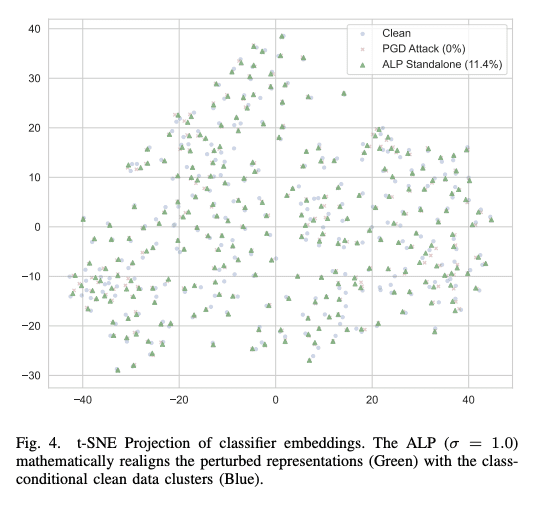 40
30
20
10
0
−10
−20
−30
−40
−20
0
20
40
Clean
PGD Attack (0%)
ALP Standalone (11.4%)
Fig. 4. t-SNE Projection of classifier embeddings. The ALP (σ = 1.0)
mathematically realigns the perturbed representations (Green) with the class-
conditional clean data clusters (Blue).